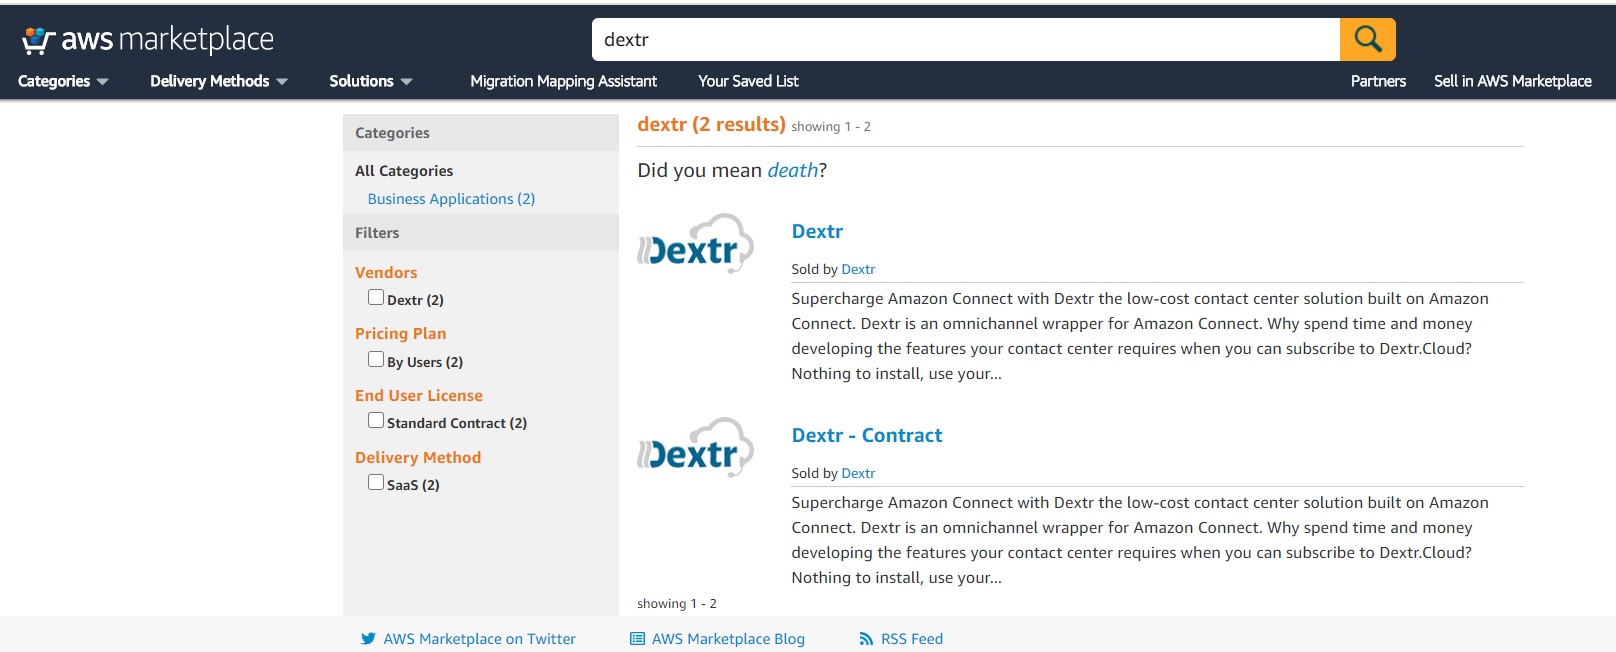 aws marketplace
dextr
Categories
Delivery Methods
Solutions
Migration Mapping Assistant
Your Saved List
Partners
Sell in AWS Marketplace
Categories
All Categories
Business Applications (2)
Filters
Vendors
Dextr (2)
Pricing Plan
By Users (2)
End User License
Standard Contract (2)
Delivery Method
SaaS (2)
dextr (2 results) showing 1 - 2
Did you mean death?
Dextr
Dextr
Sold by Dextr
Supercharge Amazon Connect with Dextr the low-cost contact center solution built on Amazon
Connect. Dextr is an omnichannel wrapper for Amazon Connect. Why spend time and money
developing the features your contact center requires when you can subscribe to Dextr.Cloud?
Nothing to install, use your...
Dextr
Dextr - Contract
Sold by Dextr
Supercharge Amazon Connect with Dextr the low-cost contact center solution built on Amazon
Connect. Dextr is an omnichannel wrapper for Amazon Connect. Why spend time and money
developing the features your contact center requires when you can subscribe to Dextr.Cloud?
Nothing to install, use your...
showing 1 - 2
AWS Marketplace on Twitter
AWS Marketplace Blog
RSS Feed